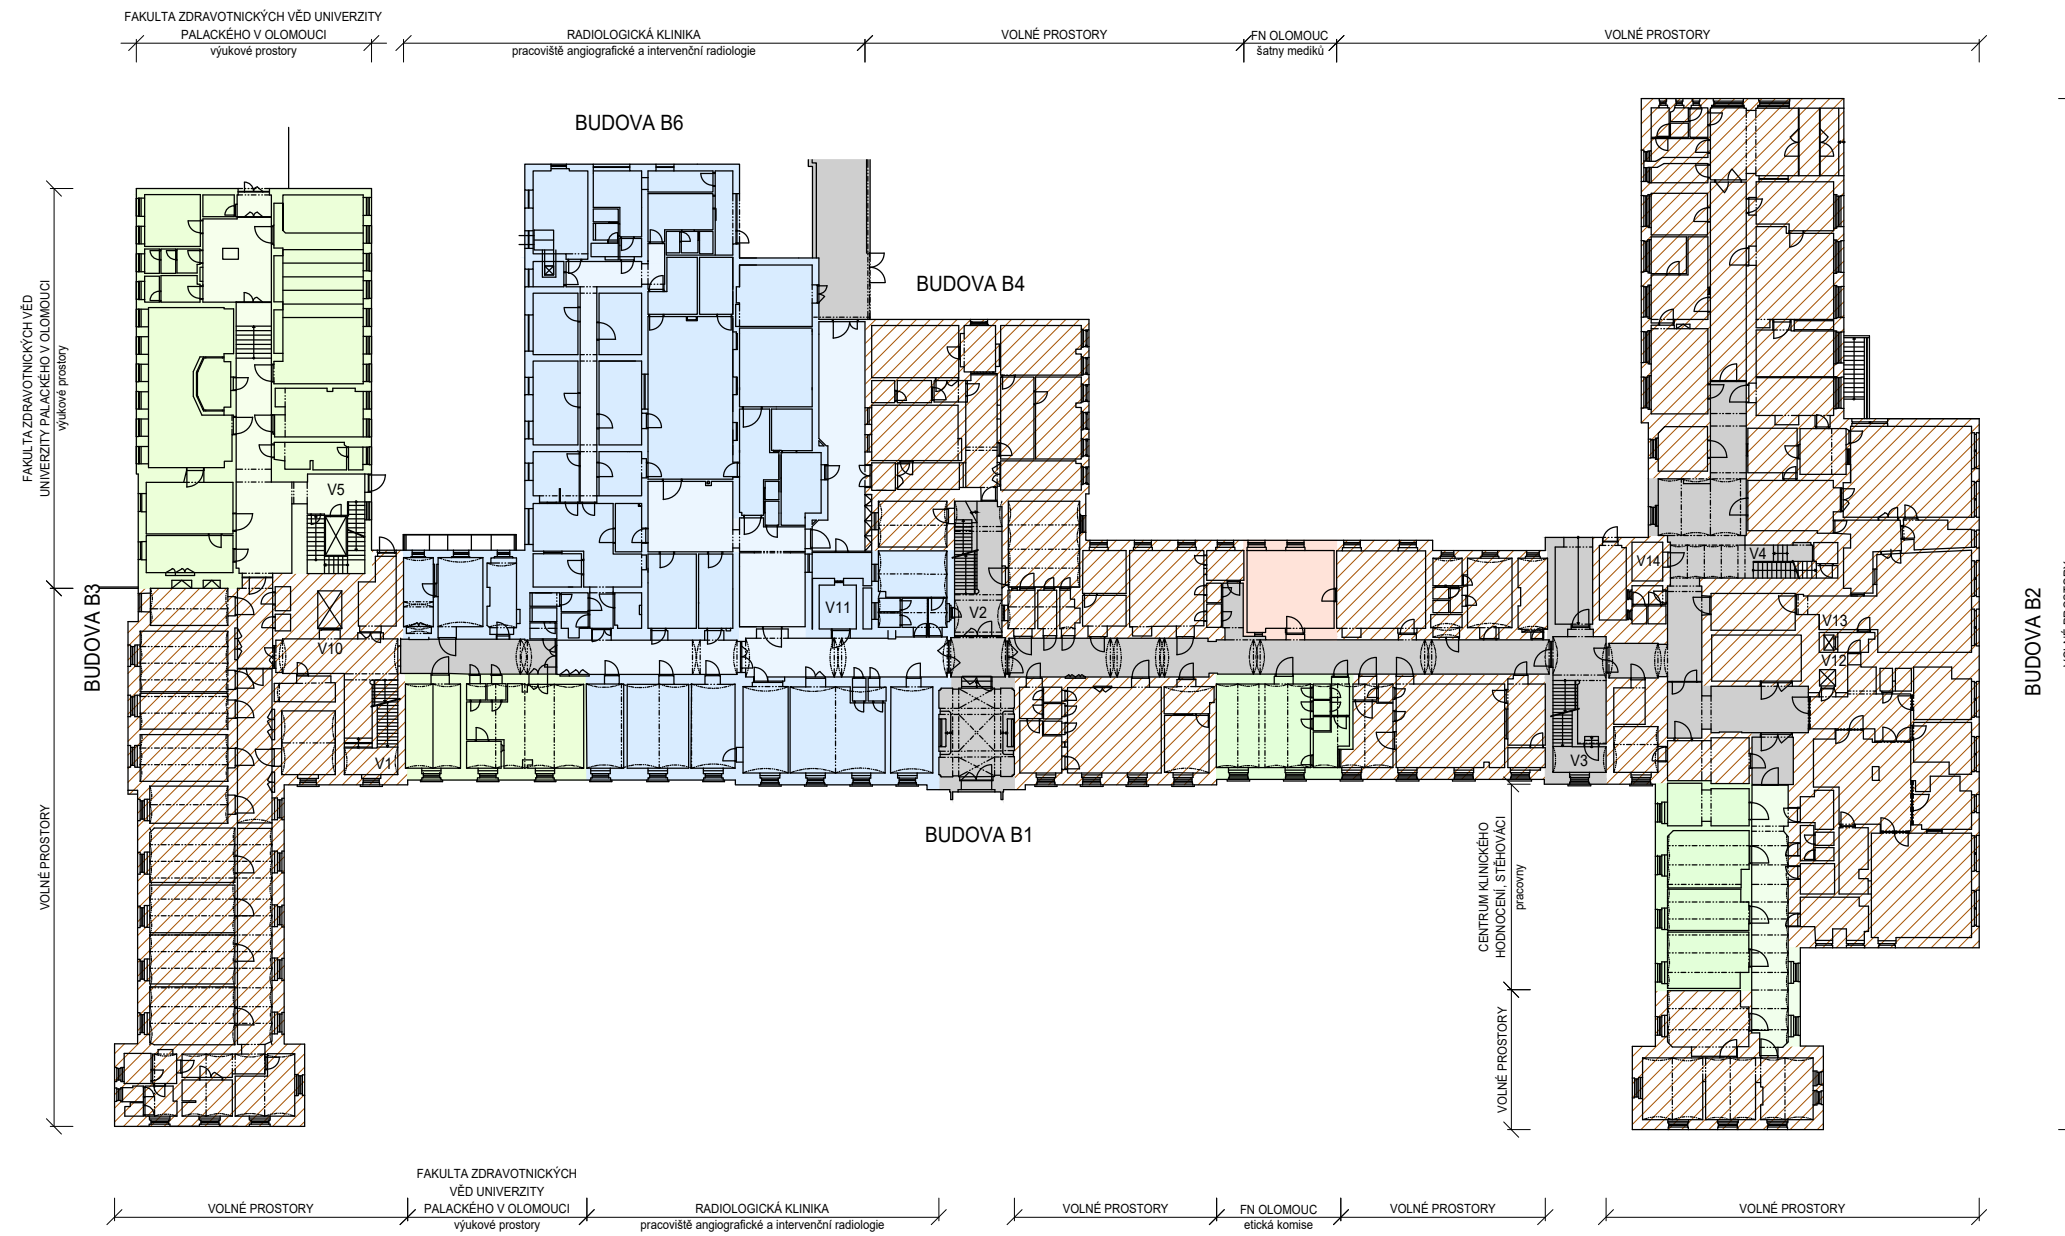 FAKULTA ZDRAVOTNICKÝCH VĚD UNIVERZITY
PALACKÉHO V OLOMOUCI
výukové prostory
RADIOLOGICKÁ KLINIKA
pracoviště angiografické a intervenční radiologie
VOLNÉ PROSTORY
FN OLOMOUC
šatny mediků
VOLNÉ PROSTORY
BUDOVA B6
BUDOVA B4
FAKULTA ZDRAVOTNICKÝCH VĚD
UNIVERZITY PALACKÉHO V OLOMOUCI
výukové prostory
V5
V14
V4
BUDOVA B3
V11
V2
V10
V13
V12
BUDOVA B2
VOLNÉ PROSTORY
V1
V3
VOLNÉ PROSTORY
BUDOVA B1
CENTRUM KLINICKÉHO
HODNOCENÍ, STĚHOVÁCI
pracovny
VOLNÉ PROSTORY
VOLNÉ PROSTORY
FAKULTA ZDRAVOTNICKÝCH
VĚD UNIVERZITY
PALACKÉHO V OLOMOUCI
výukové prostory
RADIOLOGICKÁ KLINIKA
pracoviště angiografické a intervenční radiologie
VOLNÉ PROSTORY
FN OLOMOUC
etická komise
VOLNÉ PROSTORY
VOLNÉ PROSTORY